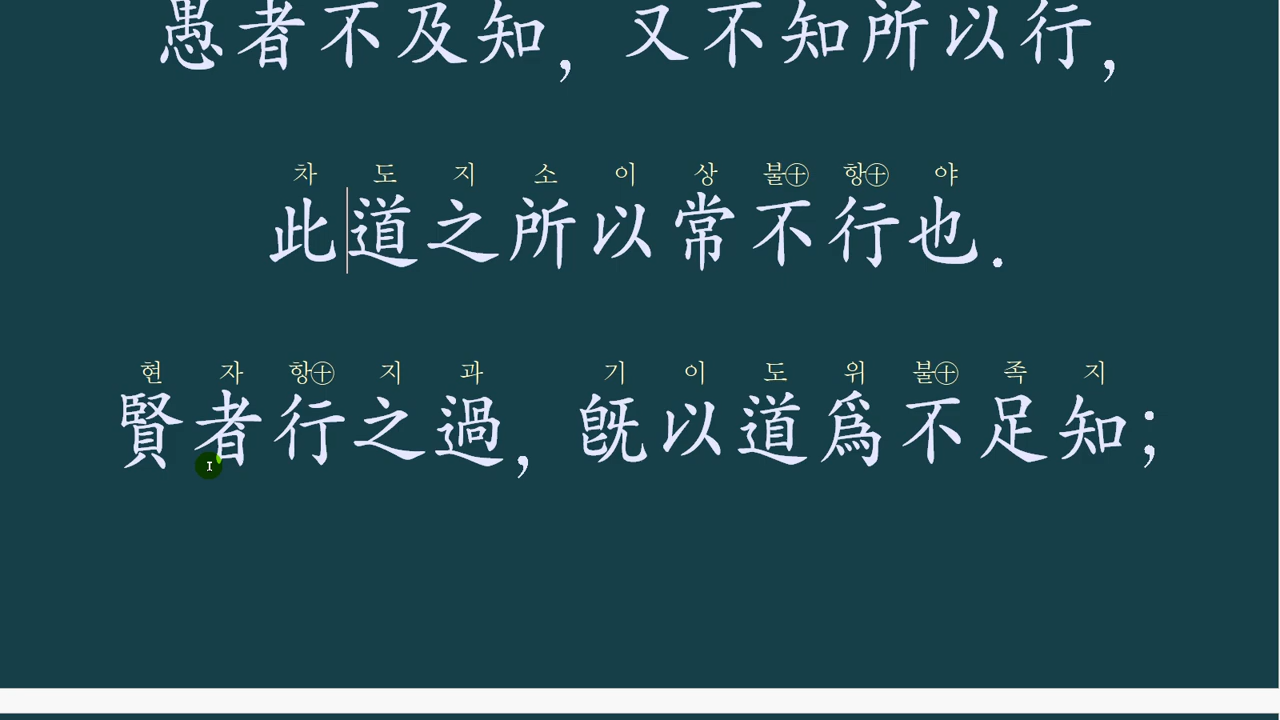 愚者不及知, 又不知所以行,
차 도 지 소 이 상 불㊉ 항㊉ 야
此道之所以常不行也.
현 자 항㊉ 지 과 기 이 도 위 불㊉ 족 지
賢者行之過, 旣以道爲不足知;